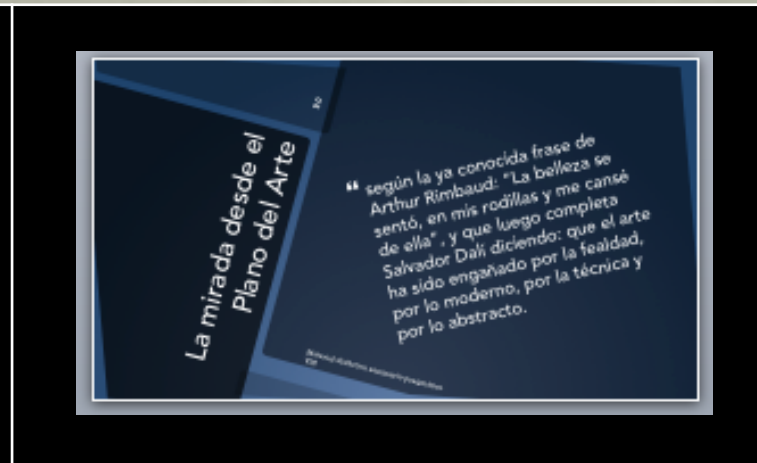 La mirada desde el
Plano del Arte
“ según la ya conocida frase de
Arthur Rimbaud: “La belleza se
sentó, en mis rodillas y me cansé
de ella” , y que luego completa
Salvador Dalí diciendo: que el arte
ha sido engañado por la fealdad,
por lo moderno, por la técnica y
por lo abstracto.